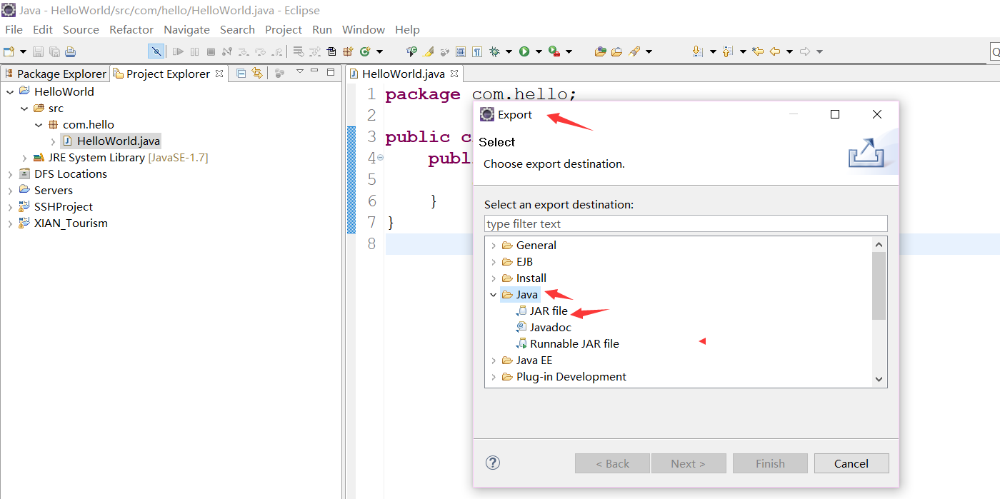 Java - HelloWorld/src/com/hello/HelloWorld.java - Eclipse
File Edit Source Refactor Navigate Search Project Run Window Help
Package Explorer Project Explorer
HelloWorld
src
com.hello
HelloWorld.java
JRE System Library [JavaSE-1.7]
DFS Locations
Servers
SSHProject
XIAN_Tourism
HelloWorld.java
1 package com.hello;
2
3 public c
4 publ
5
6 }
7 }
8
Export
Select
Choose export destination.
Select an export destination:
type filter text
General
EJB
Install
Java
JAR file
Javadoc
Runnable JAR file
Java EE
Plug-in Development
? < Back Next > Finish Cancel